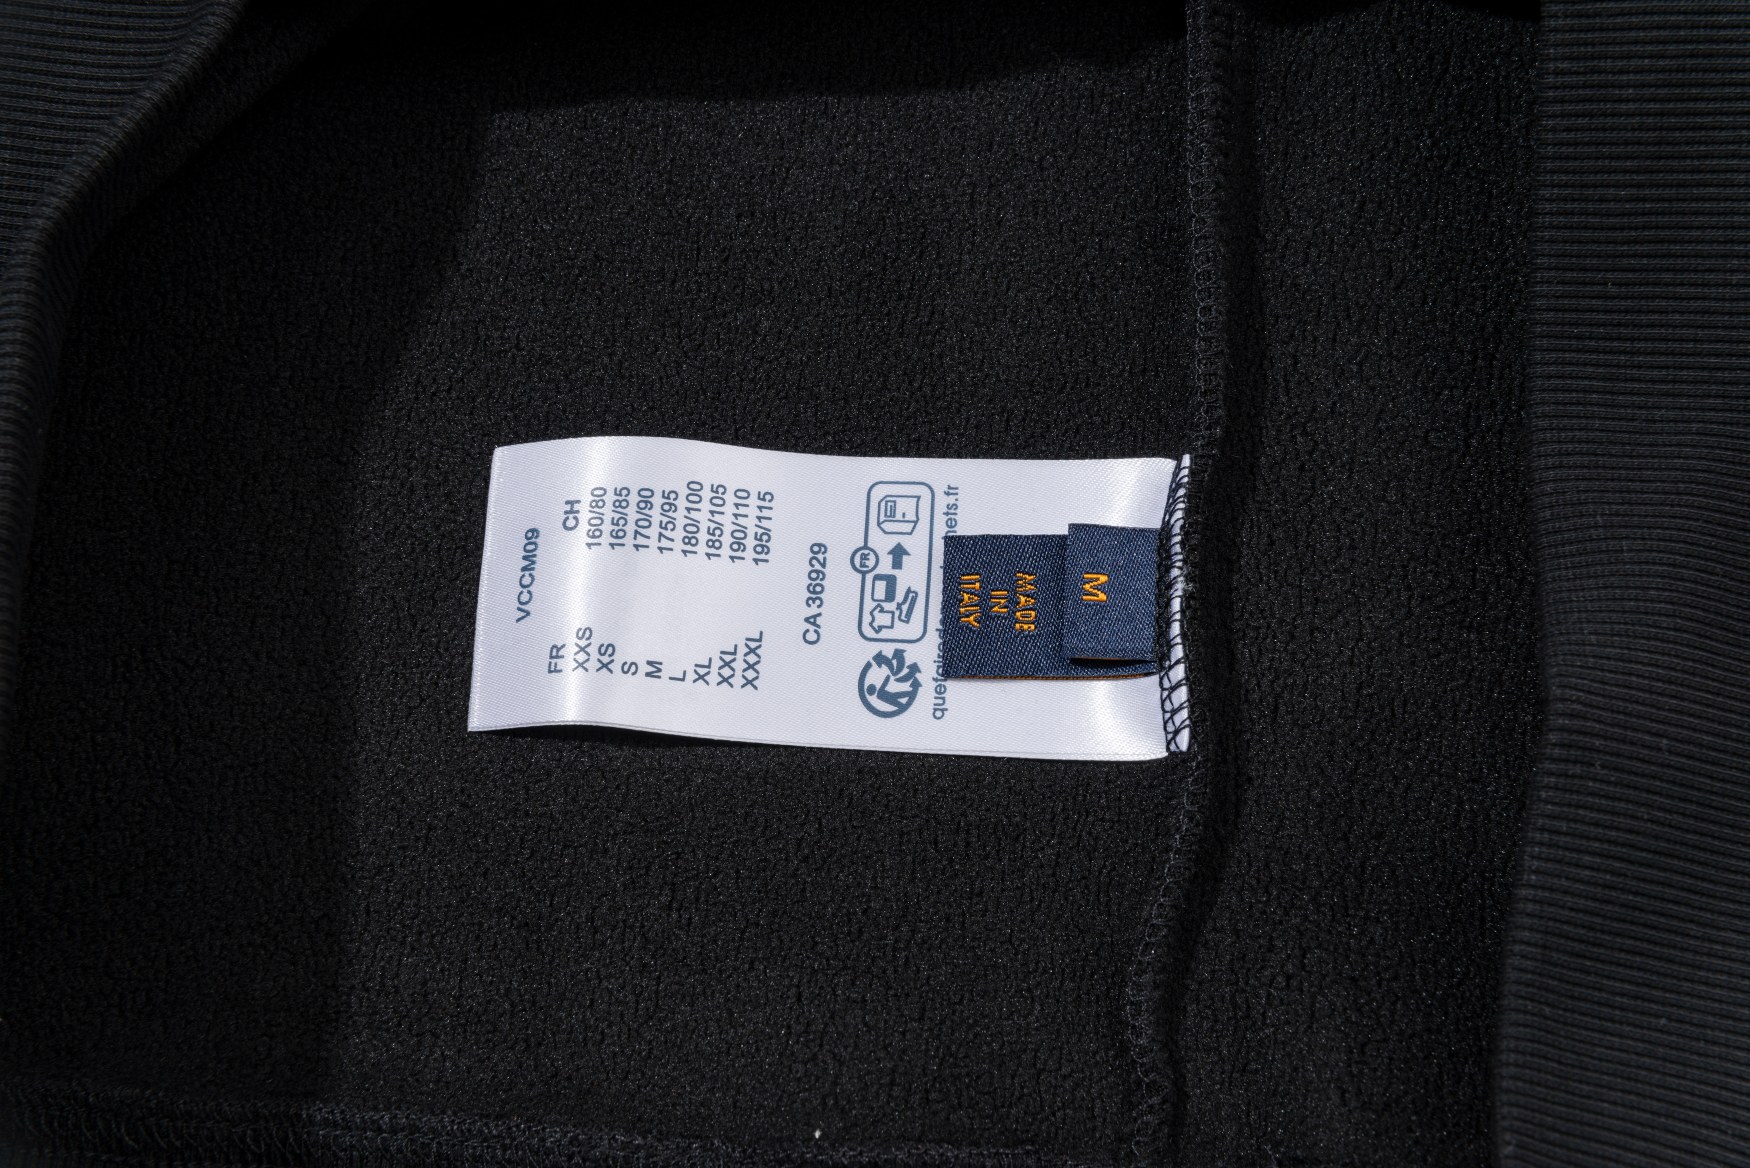 VCCM09
FR CH
XXS 160/80
XS 165/85
S 170/90
M 175/95
L 180/100
XL 185/105
XXL 190/110
XXXL 195/115
CA 36929
FR
M
MADE
IN
ITALY